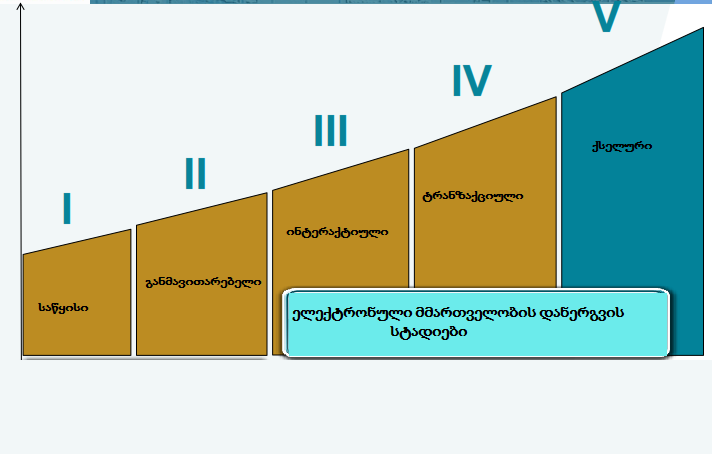 V
IV
III
II
I
ქსელური
ტრანზაქციული
ინტერაქტიული
განმავითარებელი
საწყისი
ელექტრონული მმართველობის დანერგვის
სტადიები